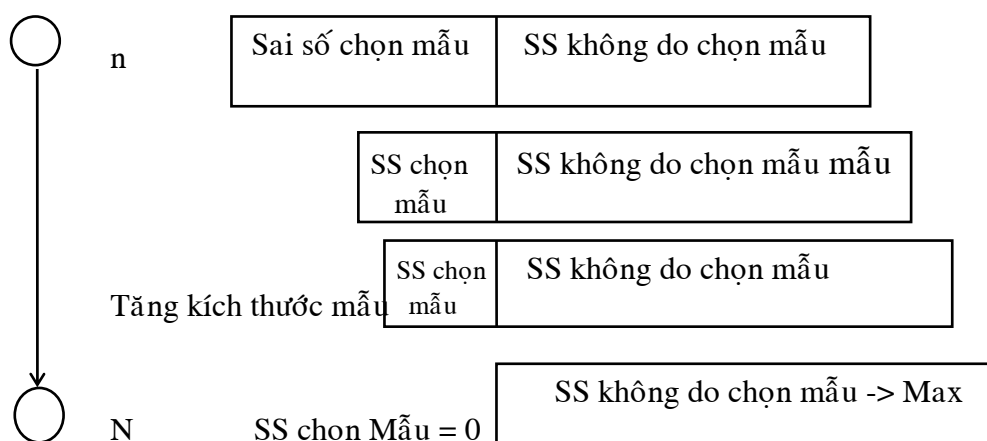 Sai số chọn mẫu
SS không do chọn mẫu
n
SS chọn
mẫu
SS không do chọn mẫu mẫu
SS chọn
mẫu
SS không do chọn mẫu
Tăng kích thước mẫu
SS không do chọn mẫu -> Max
N
SS chon Mẫu = 0